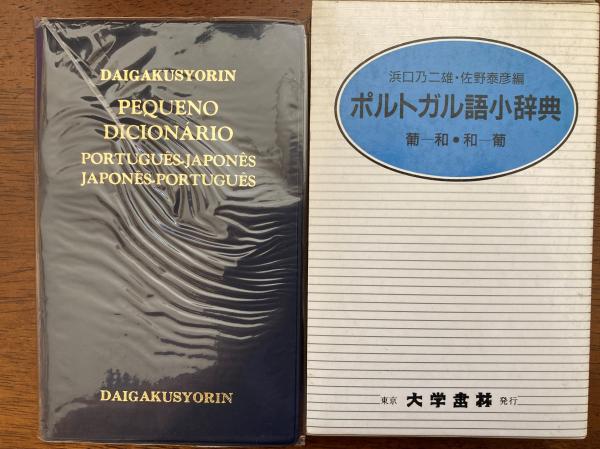 DAIGAKUSYORIN
PEQUENO
DICIONÁRIO
PORTUGUÊS-JAPONÊS
JAPONÊS-PORTUGUÊS
DAIGAKUSYORIN
浜口乃二雄・佐野泰彦編
ポルトガル語小辞典
葡—和●和—葡
東京 大学書林 発行